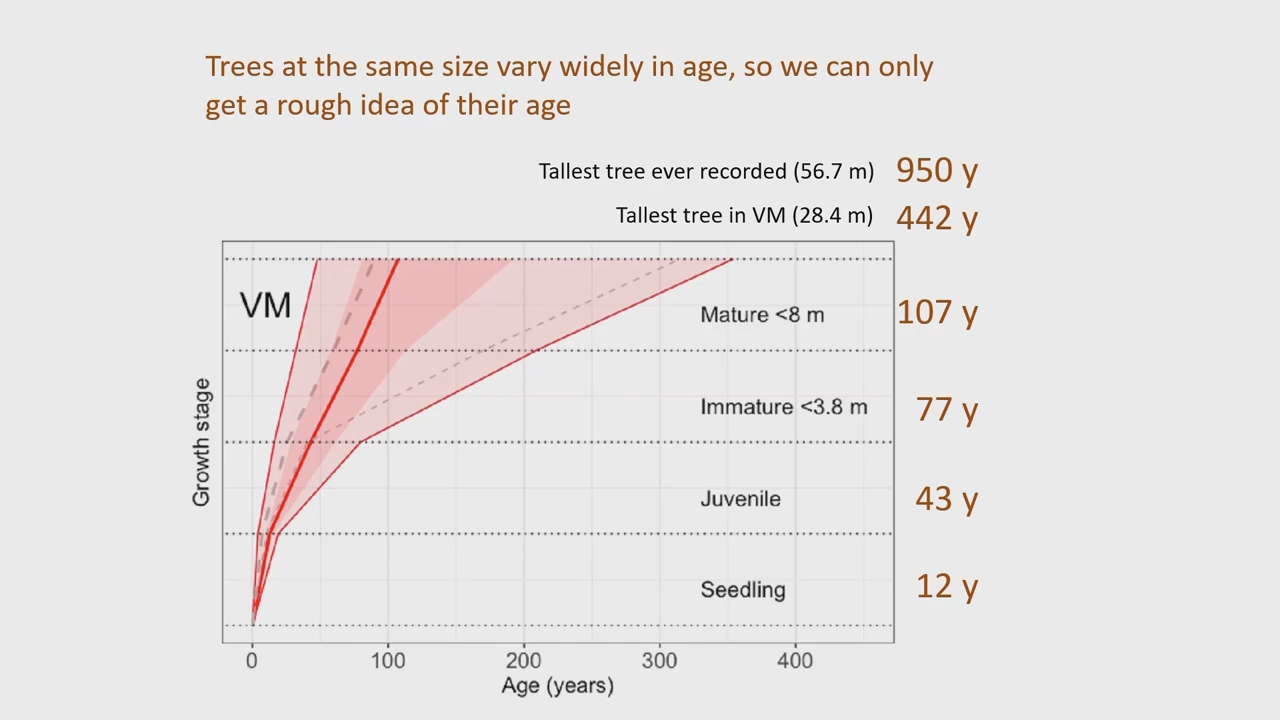 Trees at the same size vary widely in age, so we can only
get a rough idea of their age
Tallest tree ever recorded (56.7 m) 950 y
Tallest tree in VM (28.4 m) 442 y
VM
Mature <8 m 107 y
Immature <3.8 m 77 y
Juvenile 43 y
Seedling 12 y
Growth stage
0 100 200 300 400
Age (years)